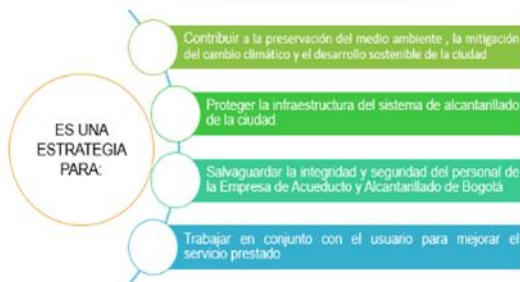 ES UNA
ESTRATEGIA
PARA:
Contribuir a la preservación del medio ambiente , la mitigación
del cambio climático y el desarrollo sostenible de la ciudad
Proteger la infraestructura del sistema de alcantarillado
de la ciudad.
Salvaguardar la integridad y seguridad del personal de
la Empresa de Acueducto y Alcantarillado de Bogotá
Trabajar en conjunto con el usuario para mejorar el
servicio prestado